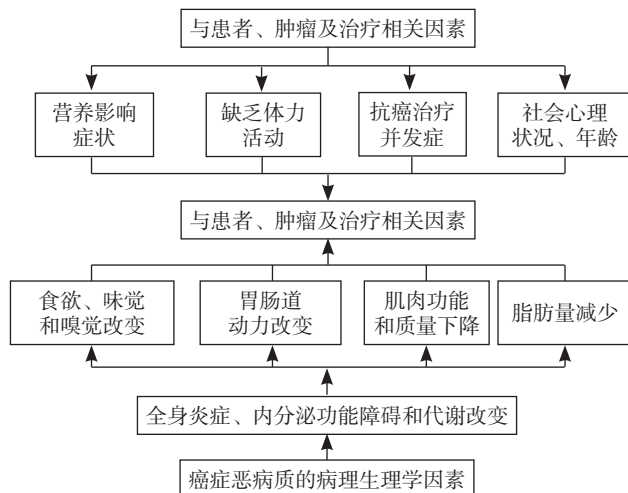 与患者、肿瘤及治疗相关因素
营养影响
症状
缺乏体力
活动
抗癌治疗
并发症
社会心理
状况、年龄
与患者、肿瘤及治疗相关因素
食欲、味觉
和嗅觉改变
胃肠道
动力改变
肌肉功能
和质量下降
脂肪量减少
全身炎症、内分泌功能障碍和代谢改变
癌症恶病质的病理生理学因素